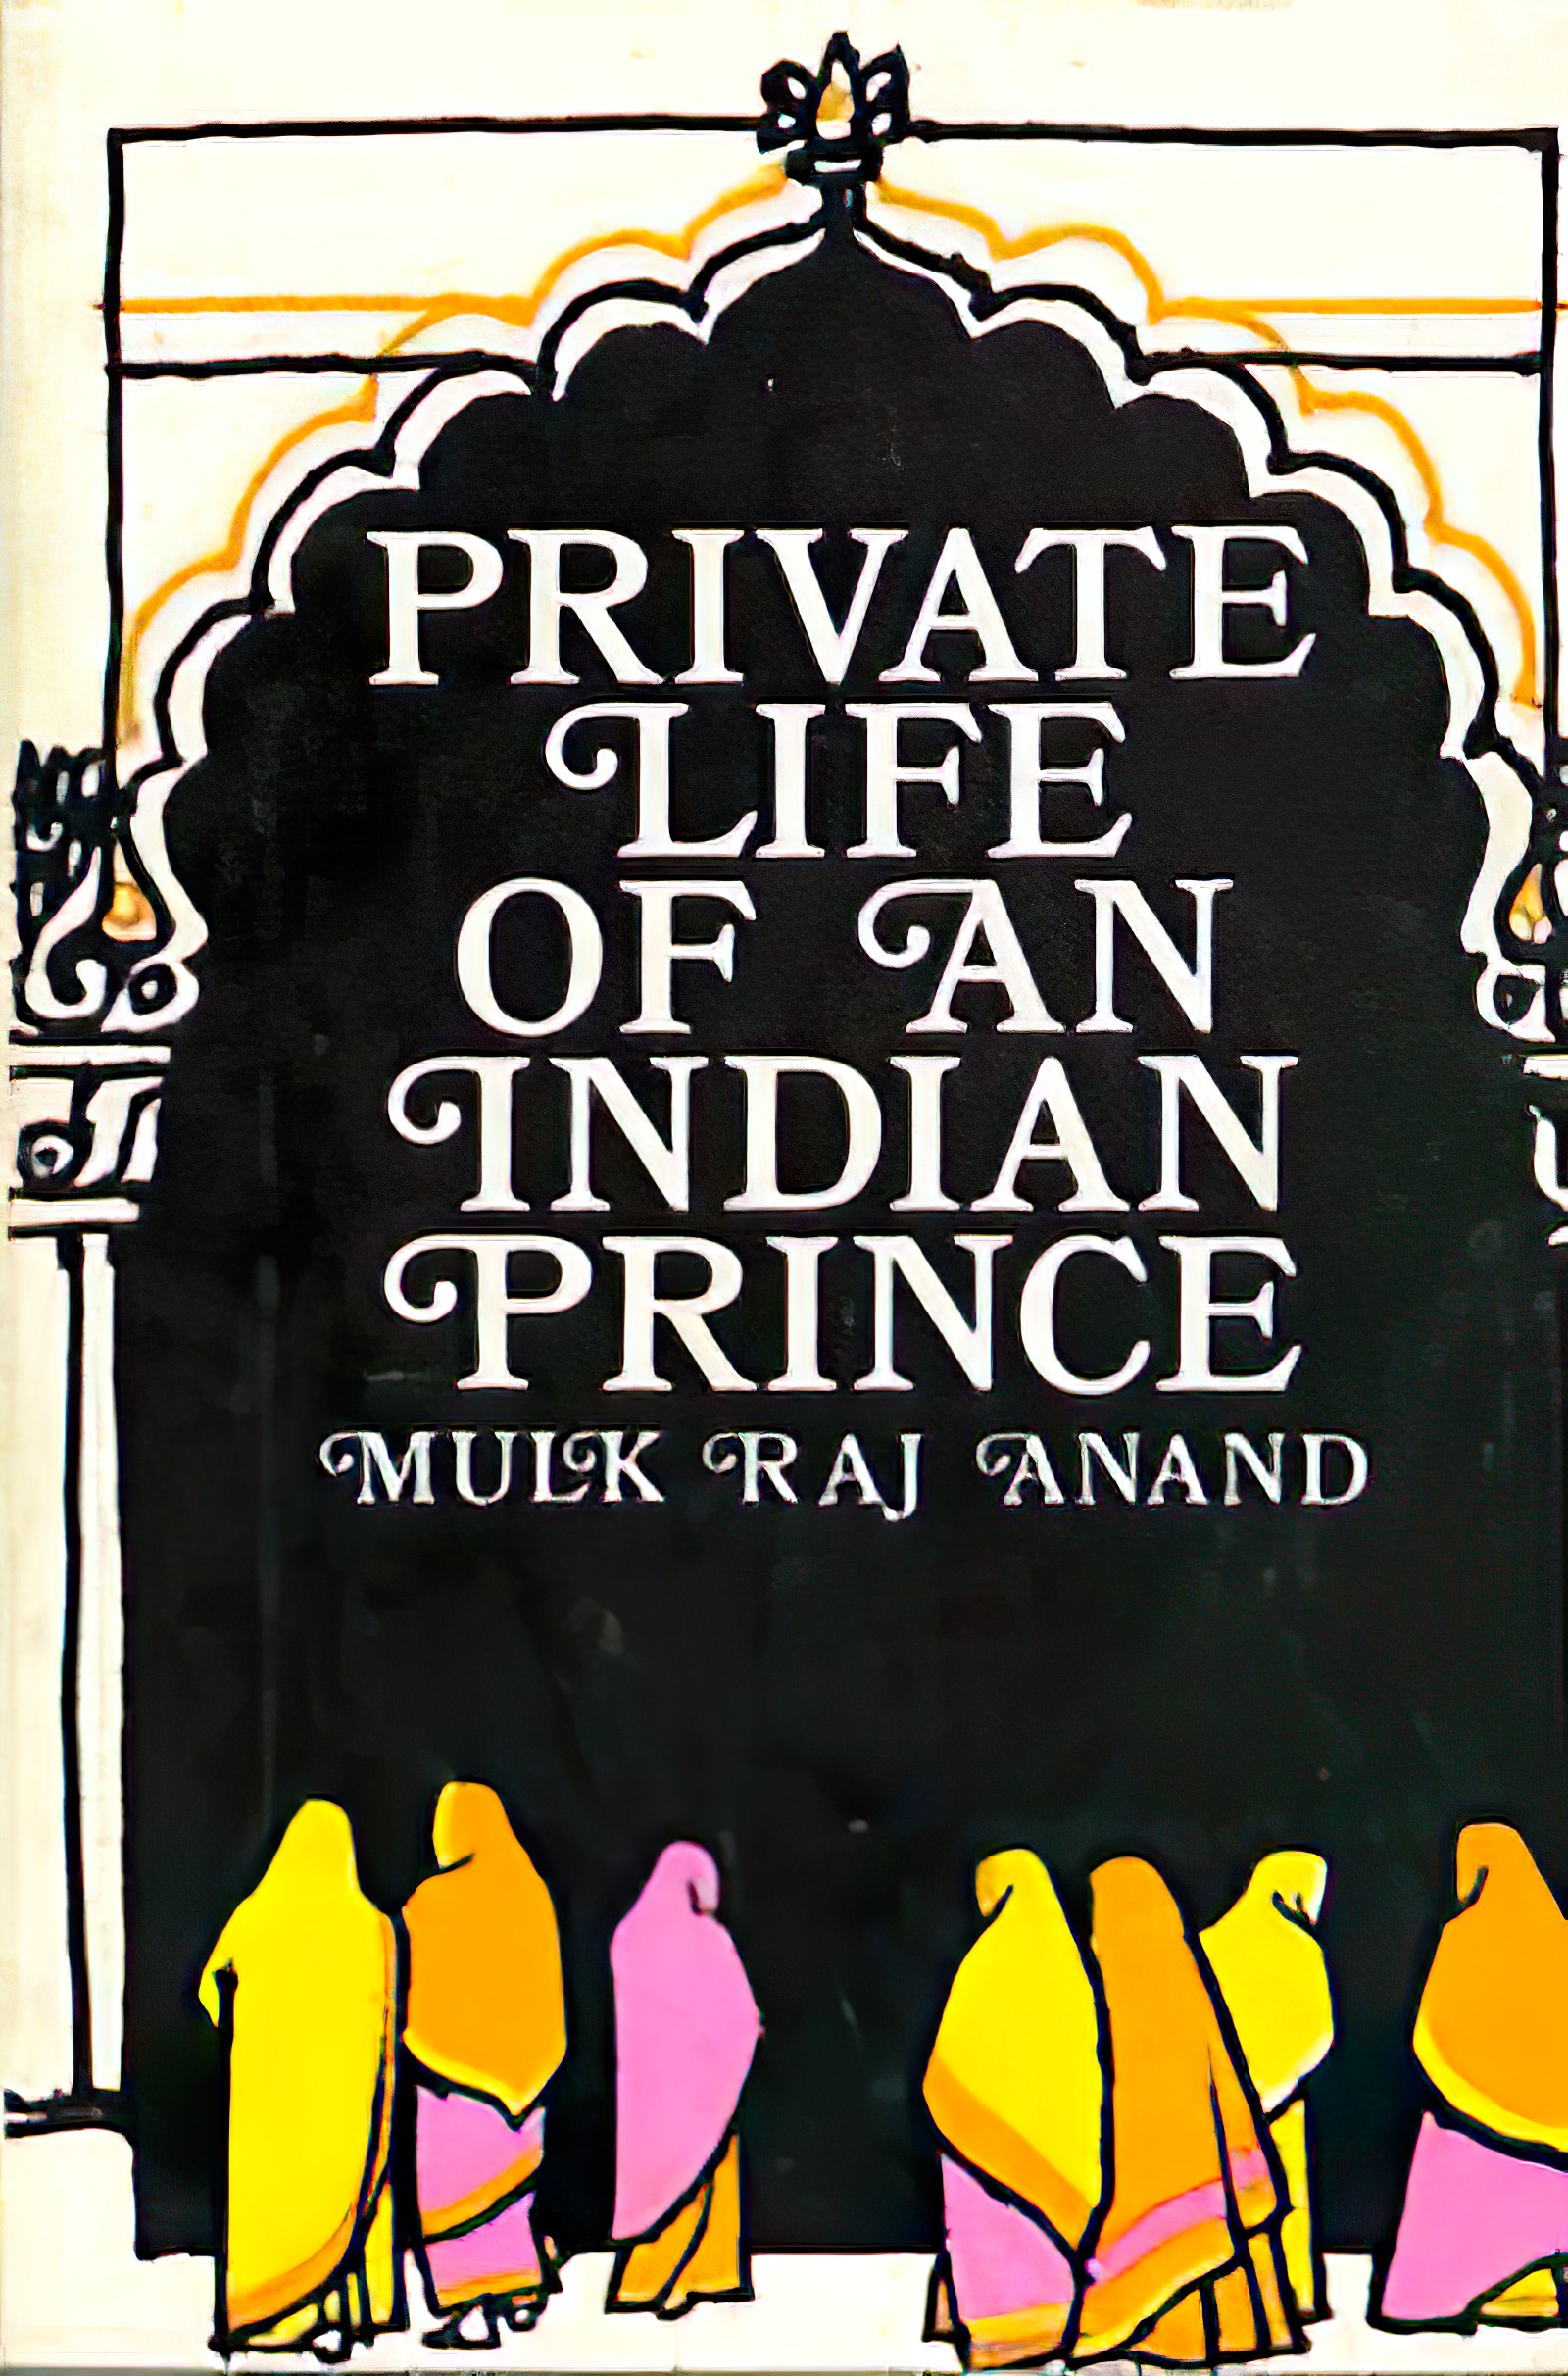 PRIVATE
LIFE
OF AN
INDIAN
PRINCE
MULK RAJ ANAND